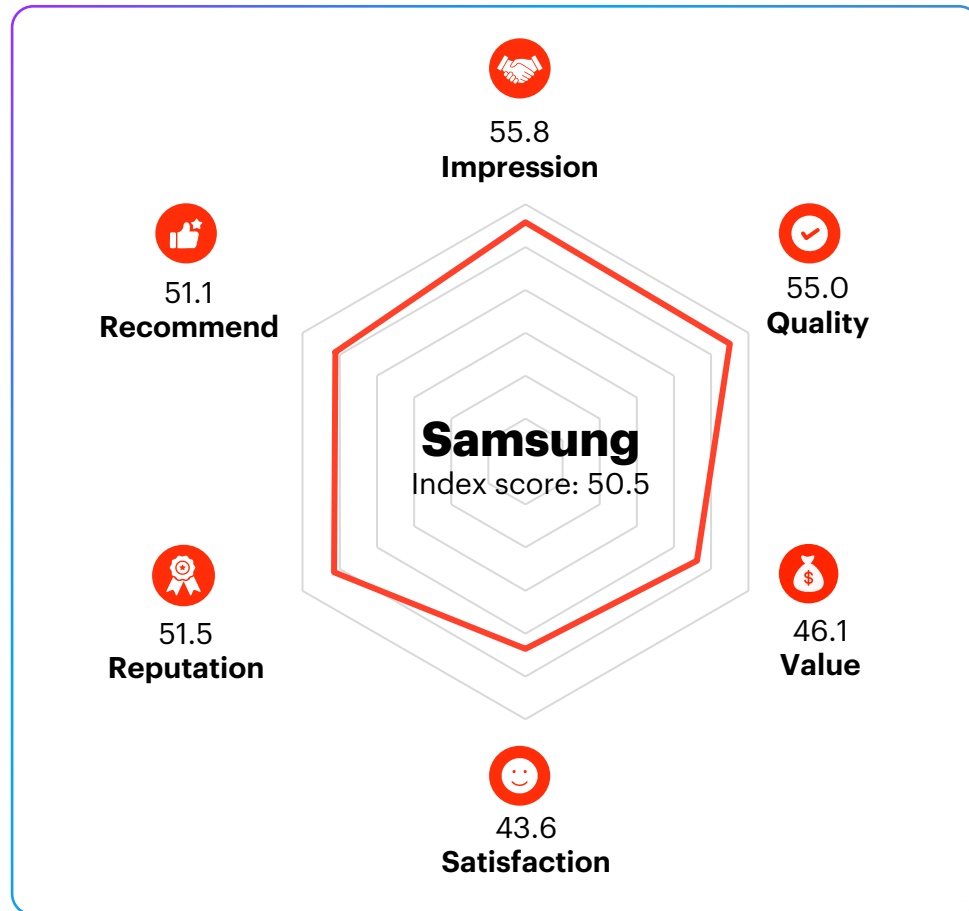 55.8
Impression
51.1
Recommend
55.0
Quality
Samsung
Index score: 50.5
51.5
Reputation
46.1
Value
43.6
Satisfaction